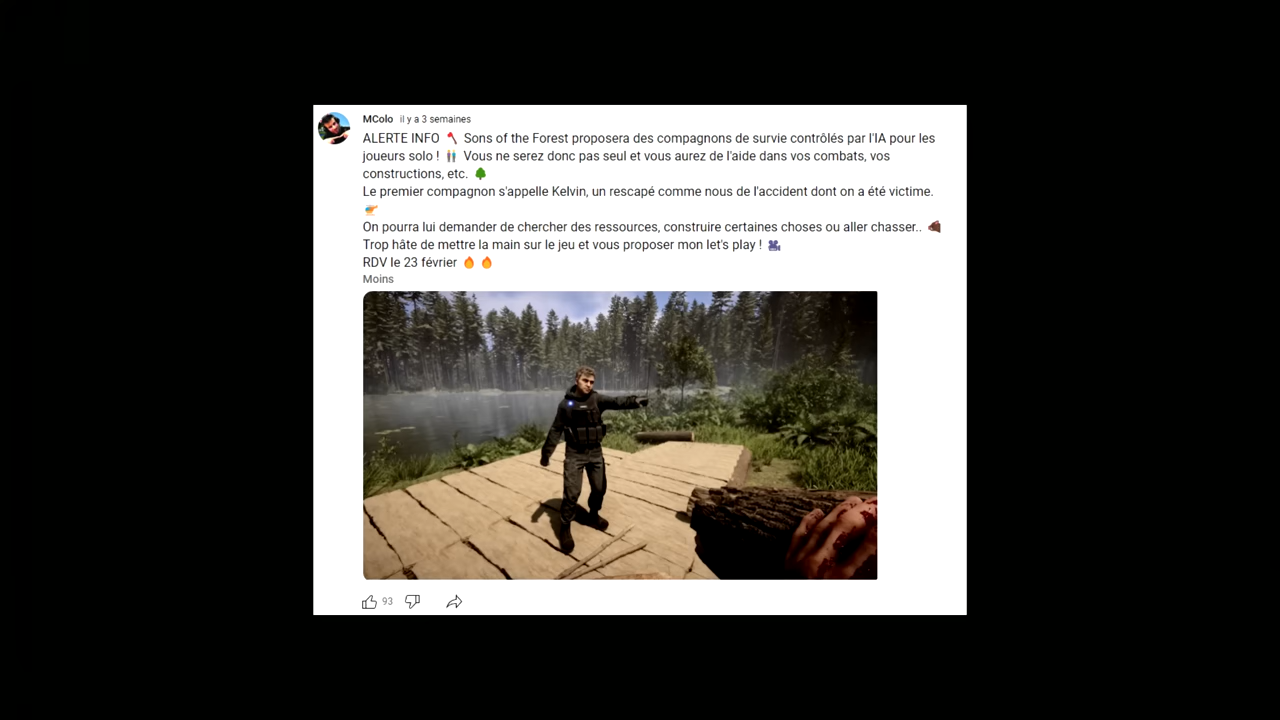 MColo il y a 3 semaines
ALERTE INFO 🪓 Sons of the Forest proposera des compagnons de survie contrôlés par l'IA pour les
joueurs solo ! 👬 Vous ne serez donc pas seul et vous aurez de l'aide dans vos combats, vos
constructions, etc. 🌳
Le premier compagnon s'appelle Kelvin, un rescapé comme nous de l'accident dont on a été victime.
🚁
On pourra lui demander de chercher des ressources, construire certaines choses ou aller chasser.. 🐗
Trop hâte de mettre la main sur le jeu et vous proposer mon let's play ! 🎥
RDV le 23 février 🔥 🔥
Moins
93